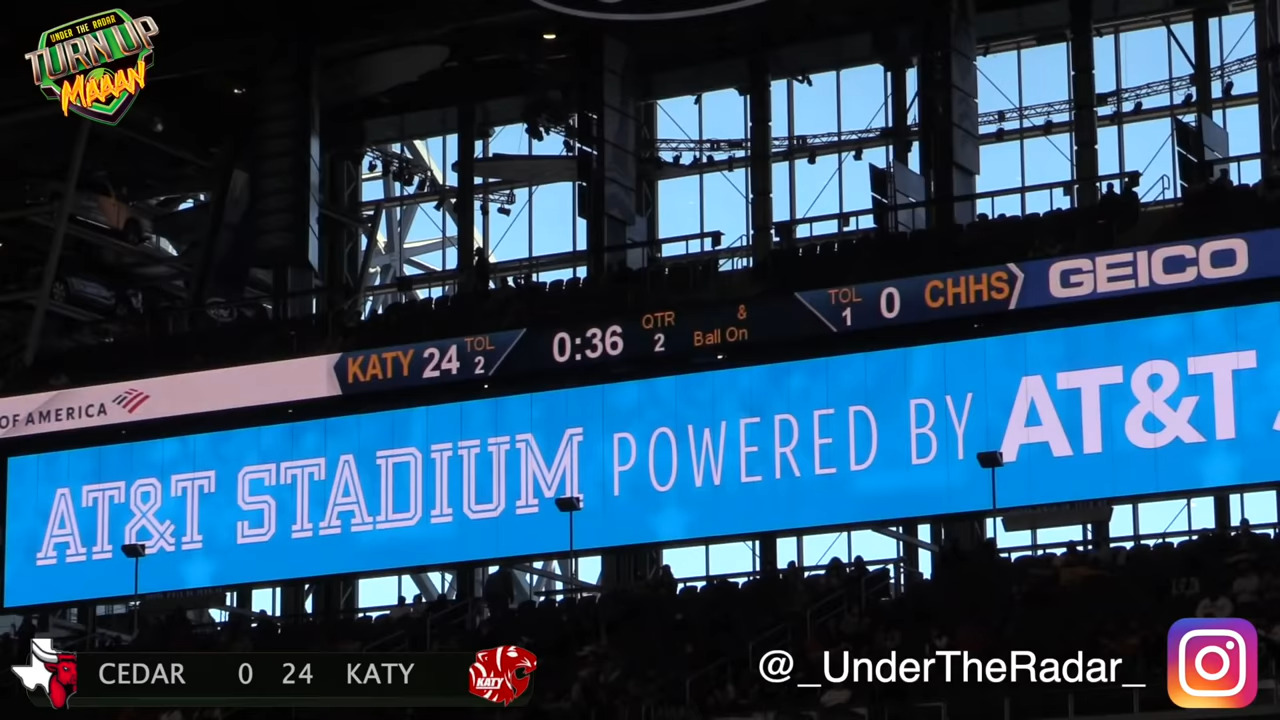 UNDER THE RADAR
TURN UP
MAAAN
OF AMERICA
KATY 24 TOL 2
0:36 QTR 2 & Ball On
TOL 1 0 CHHS
GEICO
AT&T STADIUM POWERED BY AT&T
CEDAR 0 24 KATY
KATY
@_UnderTheRadar_